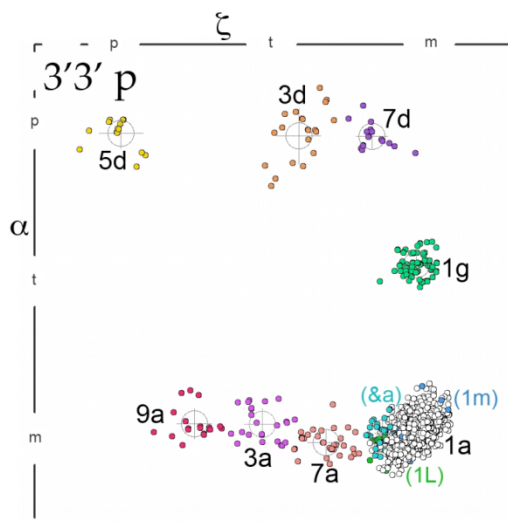 ζ
p t m
3′3′ p
p
3d
7d
5d
α
t
1g
(&a)
(1m)
9a
m
3a
7a
1a
(1L)